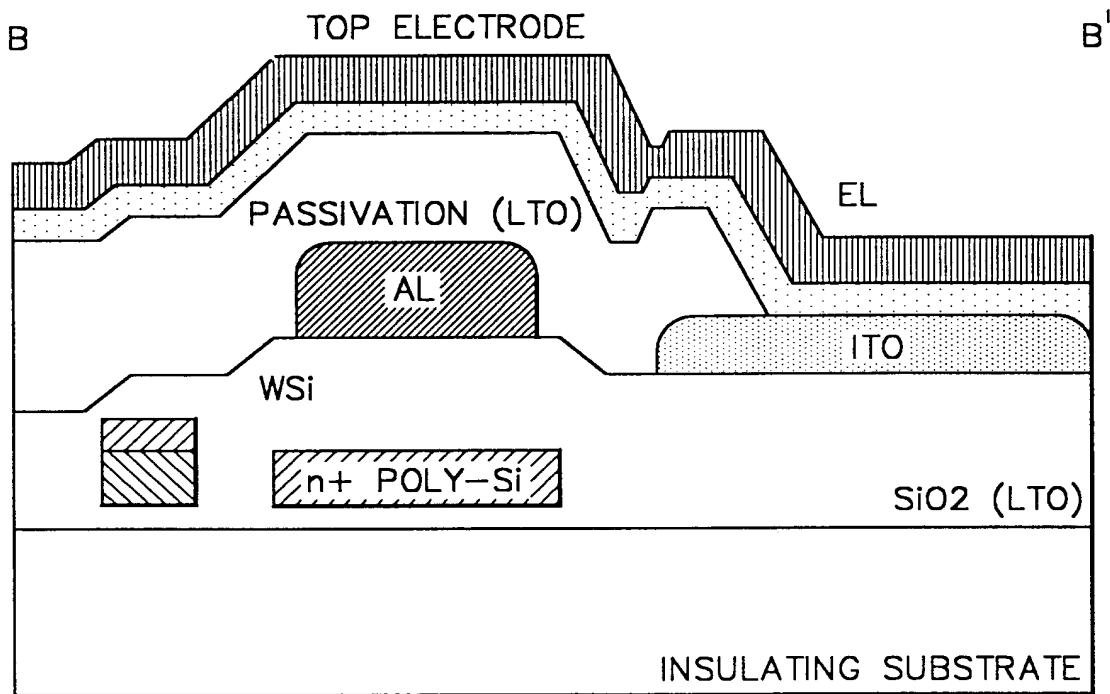 B
TOP ELECTRODE
B'
EL
PASSIVATION (LTO)
AL
ITO
WSi
n+ POLY-Si
SiO2 (LTO)
INSULATING SUBSTRATE